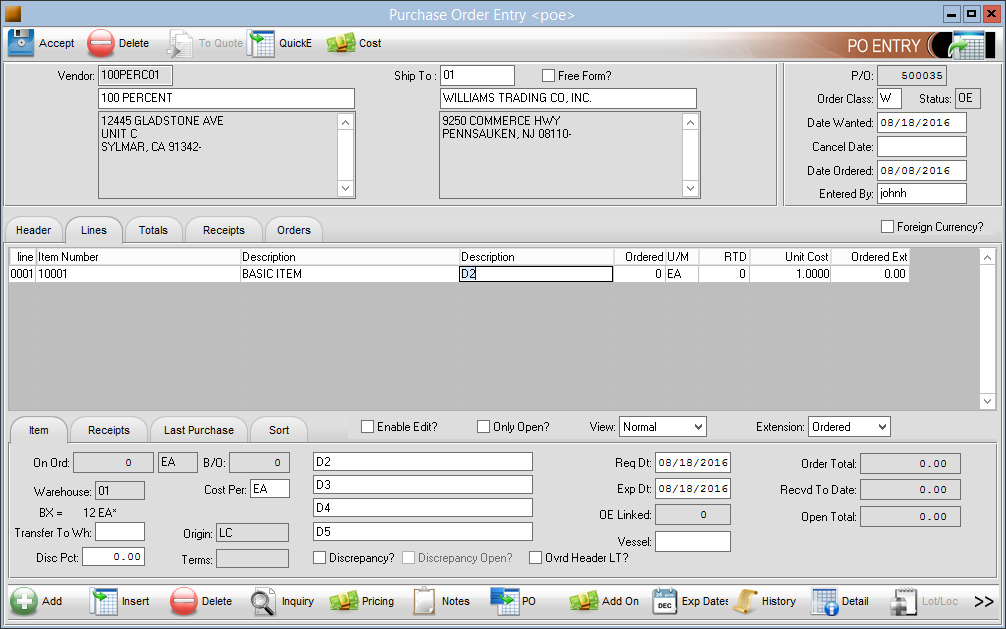 Purchase Order Entry <poe>
Accept Delete To Quote QuickE Cost PO ENTRY
Vendor: 100PERC01 Ship To : 01 Free Form? P/O: 500035
100 PERCENT WILLIAMS TRADING CO, INC. Order Class: W Status: OE
12445 GLADSTONE AVE 9250 COMMERCE HWY Date Wanted: 08/18/2016
UNIT C PENNSAUKEN, NJ 08110-
SYLMAR, CA 91342- Cancel Date:
Date Ordered: 08/08/2016
Entered By: johnh
Header Lines Totals Receipts Orders Foreign Currency?
line Item Number Description Description Ordered U/M RTD Unit Cost Ordered Ext
0001 10001 BASIC ITEM D2 0 EA 0 1.0000 0.00
Item Receipts Last Purchase Sort Enable Edit? Only Open? View: Normal Extension: Ordered
On Ord: 0 EA B/O: 0 D2 Req Dt: 08/18/2016 Order Total: 0.00
Warehouse: 01 Cost Per: EA D3 Exp Dt: 08/18/2016 Recvd To Date: 0.00
BX = 12 EA* D4 OE Linked: 0 Open Total: 0.00
Transfer To Wh: Origin: LC D5 Vessel:
Disc Pct: 0.00 Terms: Discrepancy? Discrepancy Open? Ovrd Header LT?
Add Insert Delete Inquiry Pricing Notes PO Add On DEC Exp Dates History Detail Lot/Loc >>